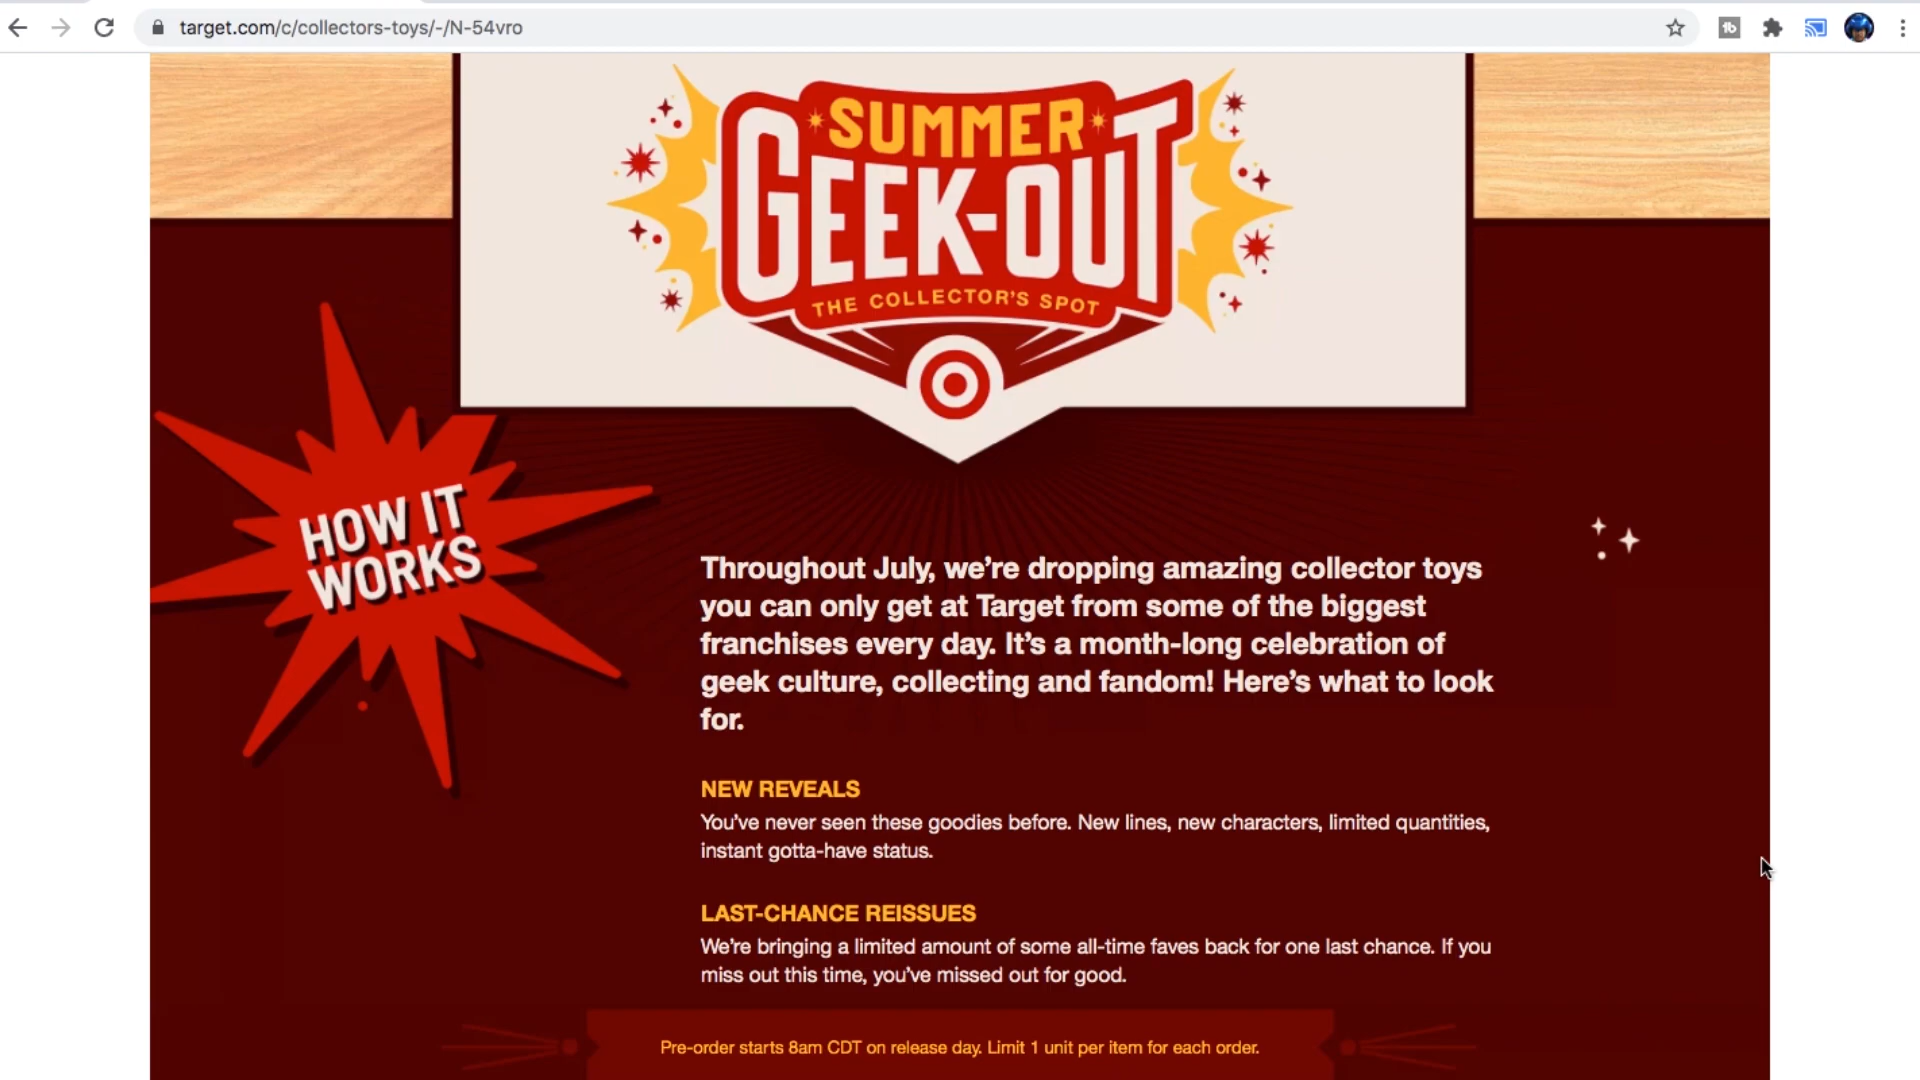 target.com/c/collectors-toys/-/N-54vro
SUMMER
GEEK-OUT
THE COLLECTOR'S SPOT
HOW IT
WORKS
Throughout July, we're dropping amazing collector toys
you can only get at Target from some of the biggest
franchises every day. It's a month-long celebration of
geek culture, collecting and fandom! Here's what to look
for.
NEW REVEALS
You've never seen these goodies before. New lines, new characters, limited quantities,
instant gotta-have status.
LAST-CHANCE REISSUES
We're bringing a limited amount of some all-time faves back for one last chance. If you
miss out this time, you've missed out for good.
Pre-order starts 8am CDT on release day. Limit 1 unit per item for each order.